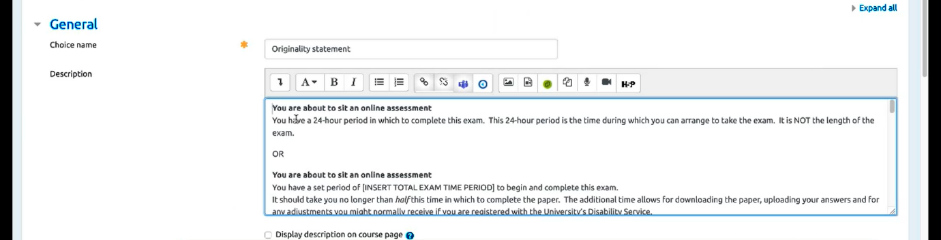 Expand all
General
Choice name
Originality statement
Description
A B I H-P
You are about to sit an online assessment
You have a 24-hour period in which to complete this exam. This 24-hour period is the time during which you can arrange to take the exam. It is NOT the length of the
exam.
OR
You are about to sit an online assessment
You have a set period of [INSERT TOTAL EXAM TIME PERIOD] to begin and complete this exam.
It should take you no longer than half this time in which to complete the paper. The additional time allows for downloading the paper, uploading your answers and for
any adjustments you might normally receive if you are registered with the University's Disability Service.
Display description on course page